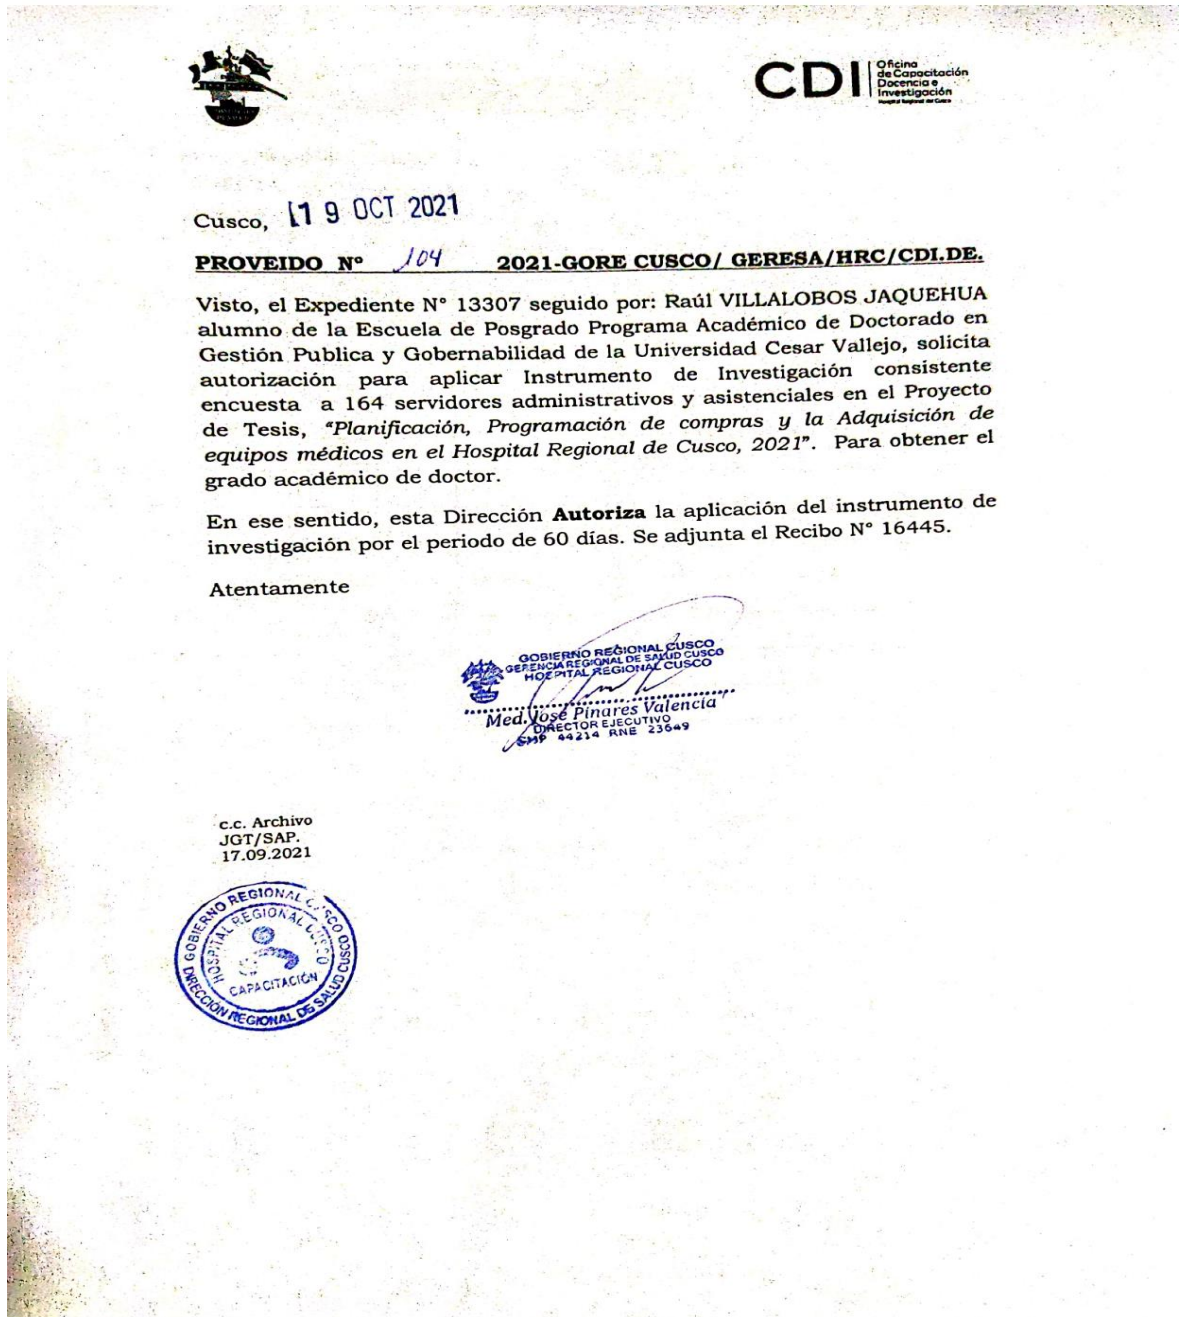 CDI
Oficina
de Capacitación
Docencia e
Investigación
Hospital Regional del Cusco
Cusco, 19 OCT 2021
PROVEIDO Nº 104 2021-GORE CUSCO/ GERESA/HRC/CDI.DE.
Visto, el Expediente N° 13307 seguido por: Raúl VILLALOBOS JAQUEHUA
alumno de la Escuela de Posgrado Programa Académico de Doctorado en
Gestión Publica y Gobernabilidad de la Universidad Cesar Vallejo, solicita
autorización para aplicar Instrumento de Investigación consistente
encuesta a 164 servidores administrativos y asistenciales en el Proyecto
de Tesis, “Planificación, Programación de compras y la Adquisición de
equipos médicos en el Hospital Regional de Cusco, 2021”. Para obtener el
grado académico de doctor.
En ese sentido, esta Dirección Autoriza la aplicación del instrumento de
investigación por el periodo de 60 días. Se adjunta el Recibo N° 16445.
Atentamente
GOBIERNO REGIONAL CUSCO
GERENCIA REGIONAL DE SALUD CUSCO
HOSPITAL REGIONAL CUSCO
Med. José Pinares Valencia
DIRECTOR EJECUTIVO
44214 RNE 23649
c.c. Archivo
JGT/SAP.
17.09.2021
GOBIERNO REGIONAL CUSCO
HOSPITAL REGIONAL CUSCO
CAPACITACIÓN
DIRECCIÓN REGIONAL DE SALUD CUSCO